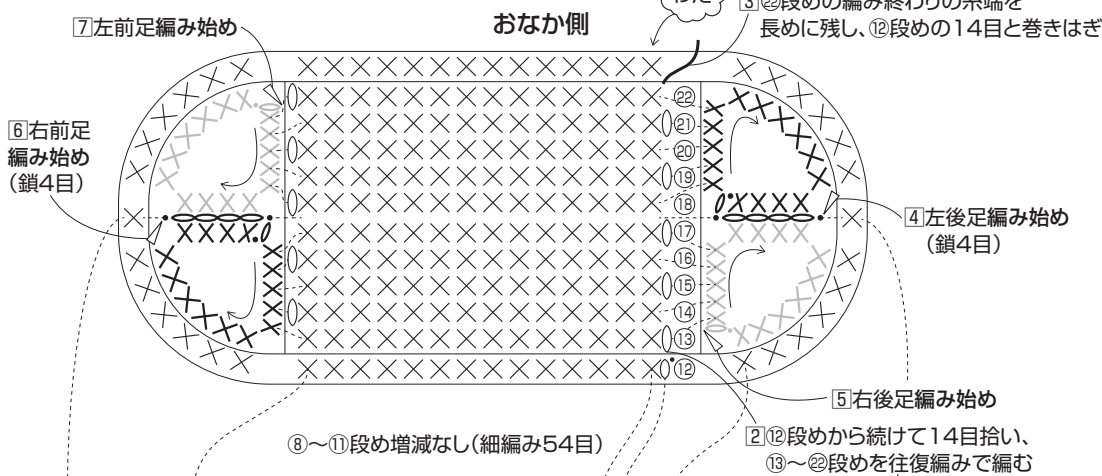 おなか側
わた
3㉒段めの編み終わりの糸端を
長めに残し、⑫段めの14目と巻きはぎ
7左前足編み始め
6右前足
編み始め
(鎖4目)
㉒
㉑
⑳
⑲
⑱
⑰
⑯
⑮
⑭
⑬
⑫
4左後足編み始め
(鎖4目)
5右後足編み始め
2⑫段めから続けて14目拾い、
⑬〜㉒段めを往復編みで編む
⑧〜⑪段め増減なし(細編み54目)